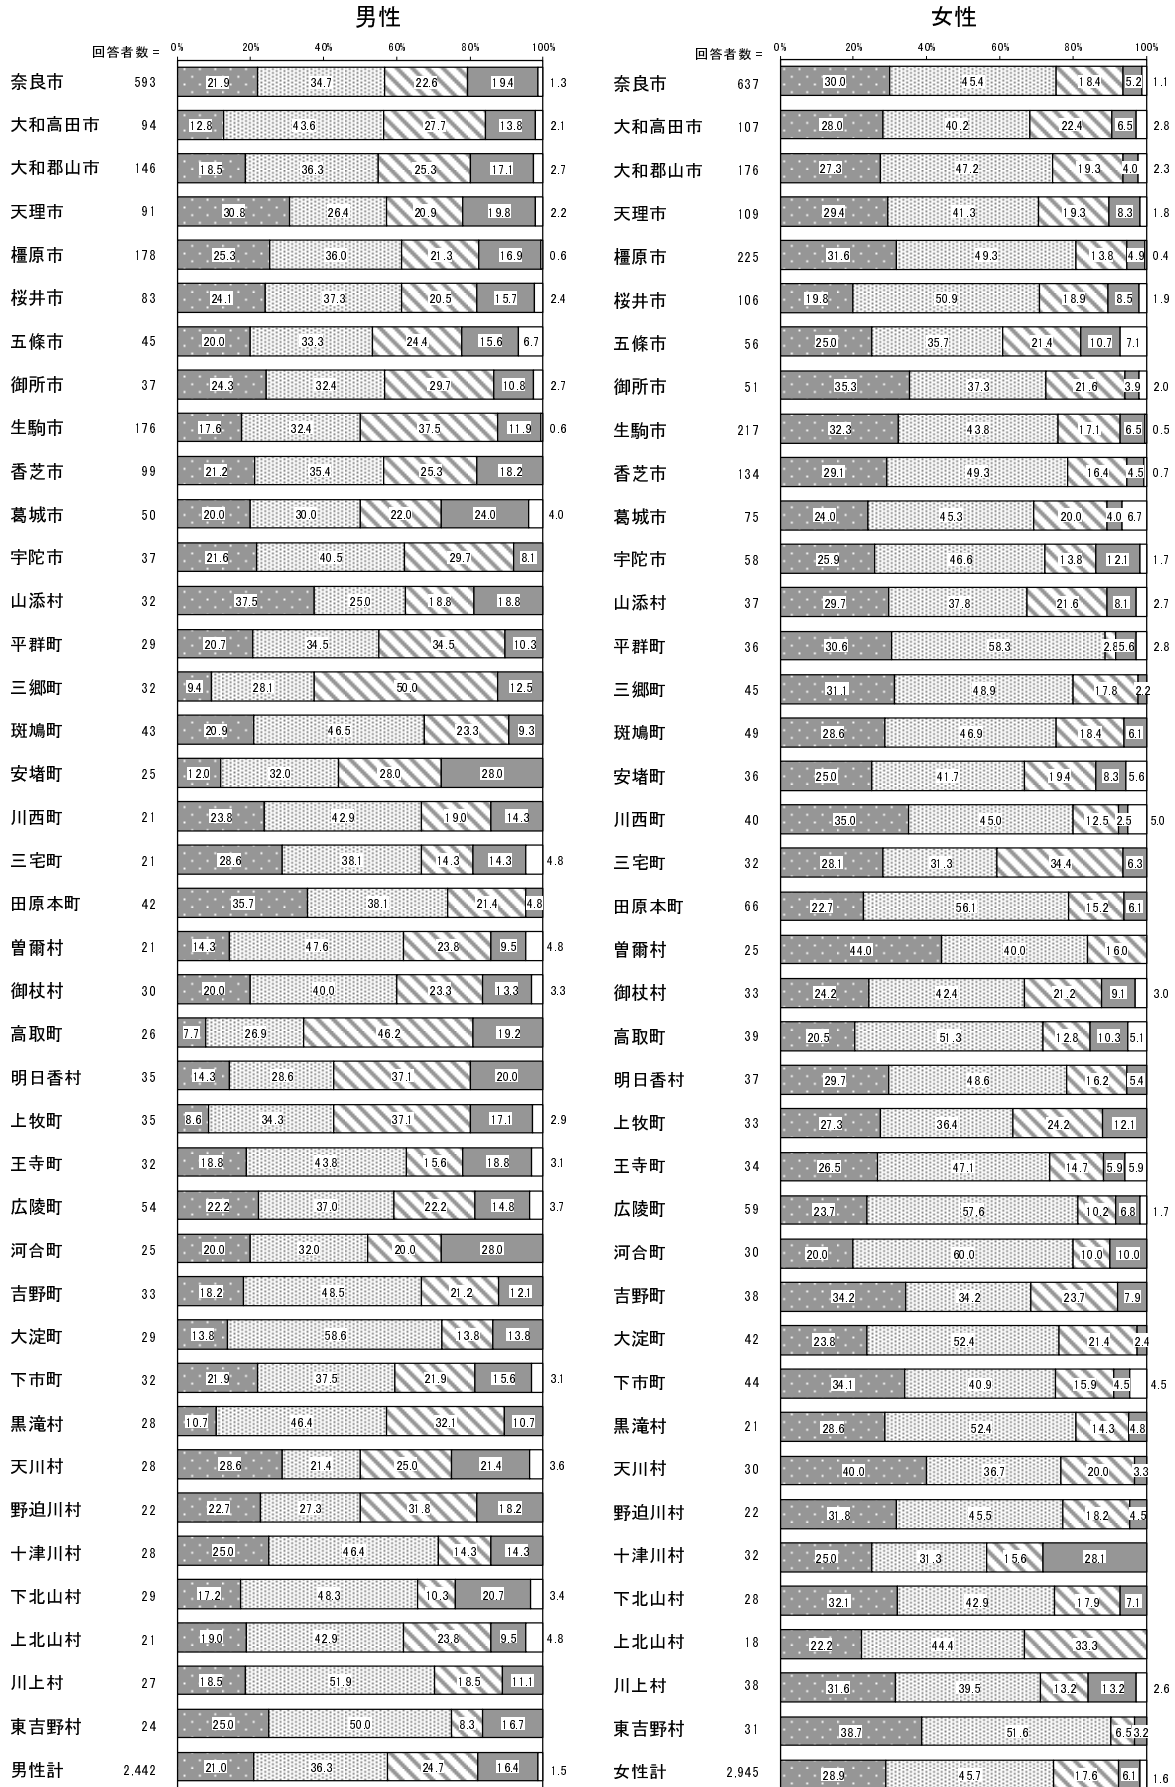 男性
回答者数 = 0% 20% 40% 60% 80% 100%
奈良市 593 21.9 34.7 22.6 19.4 1.3
大和高田市 94 12.8 43.6 27.7 13.8 2.1
大和郡山市 146 18.5 36.3 25.3 17.1 2.7
天理市 91 30.8 26.4 20.9 19.8 2.2
橿原市 178 25.3 36.0 21.3 16.9 0.6
桜井市 83 24.1 37.3 20.5 15.7 2.4
五條市 45 20.0 33.3 24.4 15.6 6.7
御所市 37 24.3 32.4 29.7 10.8 2.7
生駒市 176 17.6 32.4 37.5 11.9 0.6
香芝市 99 21.2 35.4 25.3 18.2
葛城市 50 20.0 30.0 22.0 24.0 4.0
宇陀市 37 21.6 40.5 29.7 8.1
山添村 32 37.5 25.0 18.8 18.8
平群町 29 20.7 34.5 34.5 10.3
三郷町 32 9.4 28.1 50.0 12.5
斑鳩町 43 20.9 46.5 23.3 9.3
安堵町 25 12.0 32.0 28.0 28.0
川西町 21 23.8 42.9 19.0 14.3
三宅町 21 28.6 38.1 14.3 14.3 4.8
田原本町 42 35.7 38.1 21.4 4.8
曽爾村 21 14.3 47.6 23.8 9.5 4.8
御杖村 30 20.0 40.0 23.3 13.3 3.3
高取町 26 7.7 26.9 46.2 19.2
明日香村 35 14.3 28.6 37.1 20.0
上牧町 35 8.6 34.3 37.1 17.1 2.9
王寺町 32 18.8 43.8 15.6 18.8 3.1
広陵町 54 22.2 37.0 22.2 14.8 3.7
河合町 25 20.0 32.0 20.0 28.0
吉野町 33 18.2 48.5 21.2 12.1
大淀町 29 13.8 58.6 13.8 13.8
下市町 32 21.9 37.5 21.9 15.6 3.1
黒滝村 28 10.7 46.4 32.1 10.7
天川村 28 28.6 21.4 25.0 21.4 3.6
野迫川村 22 22.7 27.3 31.8 18.2
十津川村 28 25.0 46.4 14.3 14.3
下北山村 29 17.2 48.3 10.3 20.7 3.4
上北山村 21 19.0 42.9 23.8 9.5 4.8
川上村 27 18.5 51.9 18.5 11.1
東吉野村 24 25.0 50.0 8.3 16.7
男性計 2,442 21.0 36.3 24.7 16.4 1.5
女性
回答者数 = 0% 20% 40% 60% 80% 100%
奈良市 637 30.0 45.4 18.4 5.2 1.1
大和高田市 107 28.0 40.2 22.4 6.5 2.8
大和郡山市 176 27.3 47.2 19.3 4.0 2.3
天理市 109 29.4 41.3 19.3 8.3 1.8
橿原市 225 31.6 49.3 13.8 4.9 0.4
桜井市 106 19.8 50.9 18.9 8.5 1.9
五條市 56 25.0 35.7 21.4 10.7 7.1
御所市 51 35.3 37.3 21.6 3.9 2.0
生駒市 217 32.3 43.8 17.1 6.5 0.5
香芝市 134 29.1 49.3 16.4 4.5 0.7
葛城市 75 24.0 45.3 20.0 4.0 6.7
宇陀市 58 25.9 46.6 13.8 12.1 1.7
山添村 37 29.7 37.8 21.6 8.1 2.7
平群町 36 30.6 58.3 2.8 5.6 2.8
三郷町 45 31.1 48.9 17.8 2.2
斑鳩町 49 28.6 46.9 18.4 6.1
安堵町 36 25.0 41.7 19.4 8.3 5.6
川西町 40 35.0 45.0 12.5 2.5 5.0
三宅町 32 28.1 31.3 34.4 6.3
田原本町 66 22.7 56.1 15.2 6.1
曽爾村 25 44.0 40.0 16.0
御杖村 33 24.2 42.4 21.2 9.1 3.0
高取町 39 20.5 51.3 12.8 10.3 5.1
明日香村 37 29.7 48.6 16.2 5.4
上牧町 33 27.3 36.4 24.2 12.1
王寺町 34 26.5 47.1 14.7 5.9 5.9
広陵町 59 23.7 57.6 10.2 6.8 1.7
河合町 30 20.0 60.0 10.0 10.0
吉野町 38 34.2 34.2 23.7 7.9
大淀町 42 23.8 52.4 21.4 2.4
下市町 44 34.1 40.9 15.9 4.5 4.5
黒滝村 21 28.6 52.4 14.3 4.8
天川村 30 40.0 36.7 20.0 3.3
野迫川村 22 31.8 45.5 18.2 4.5
十津川村 32 25.0 31.3 15.6 28.1
下北山村 28 32.1 42.9 17.9 7.1
上北山村 18 22.2 44.4 33.3
川上村 38 31.6 39.5 13.2 13.2 2.6
東吉野村 31 38.7 51.6 6.5 3.2
女性計 2,945 28.9 45.7 17.6 6.1 1.6